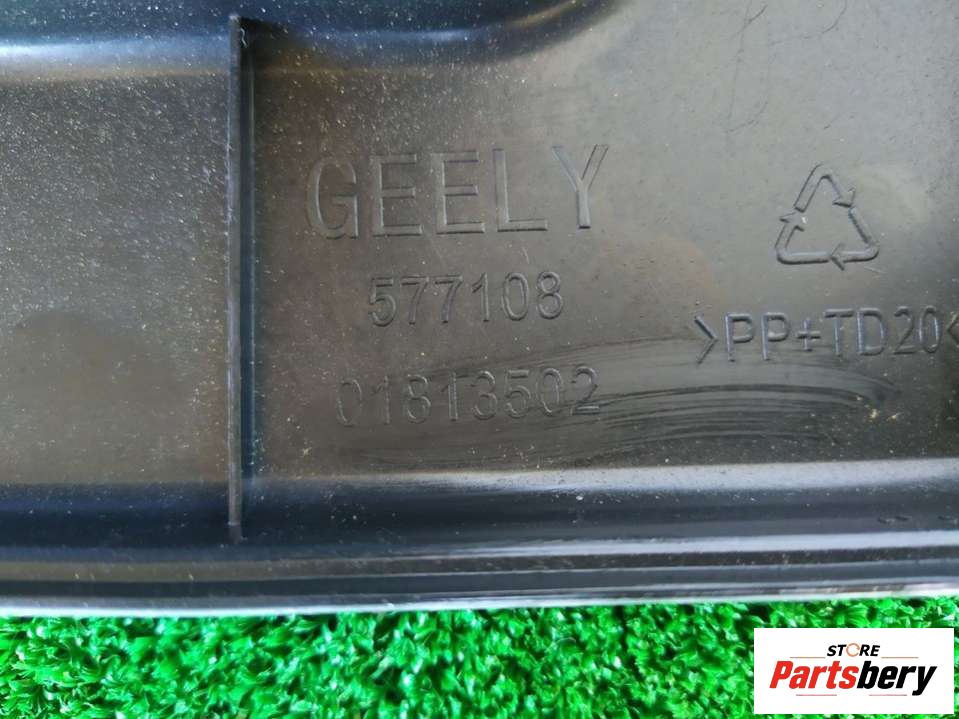 GEELY
577108
>PP+TD20<
01813502
STORE
Partsbery